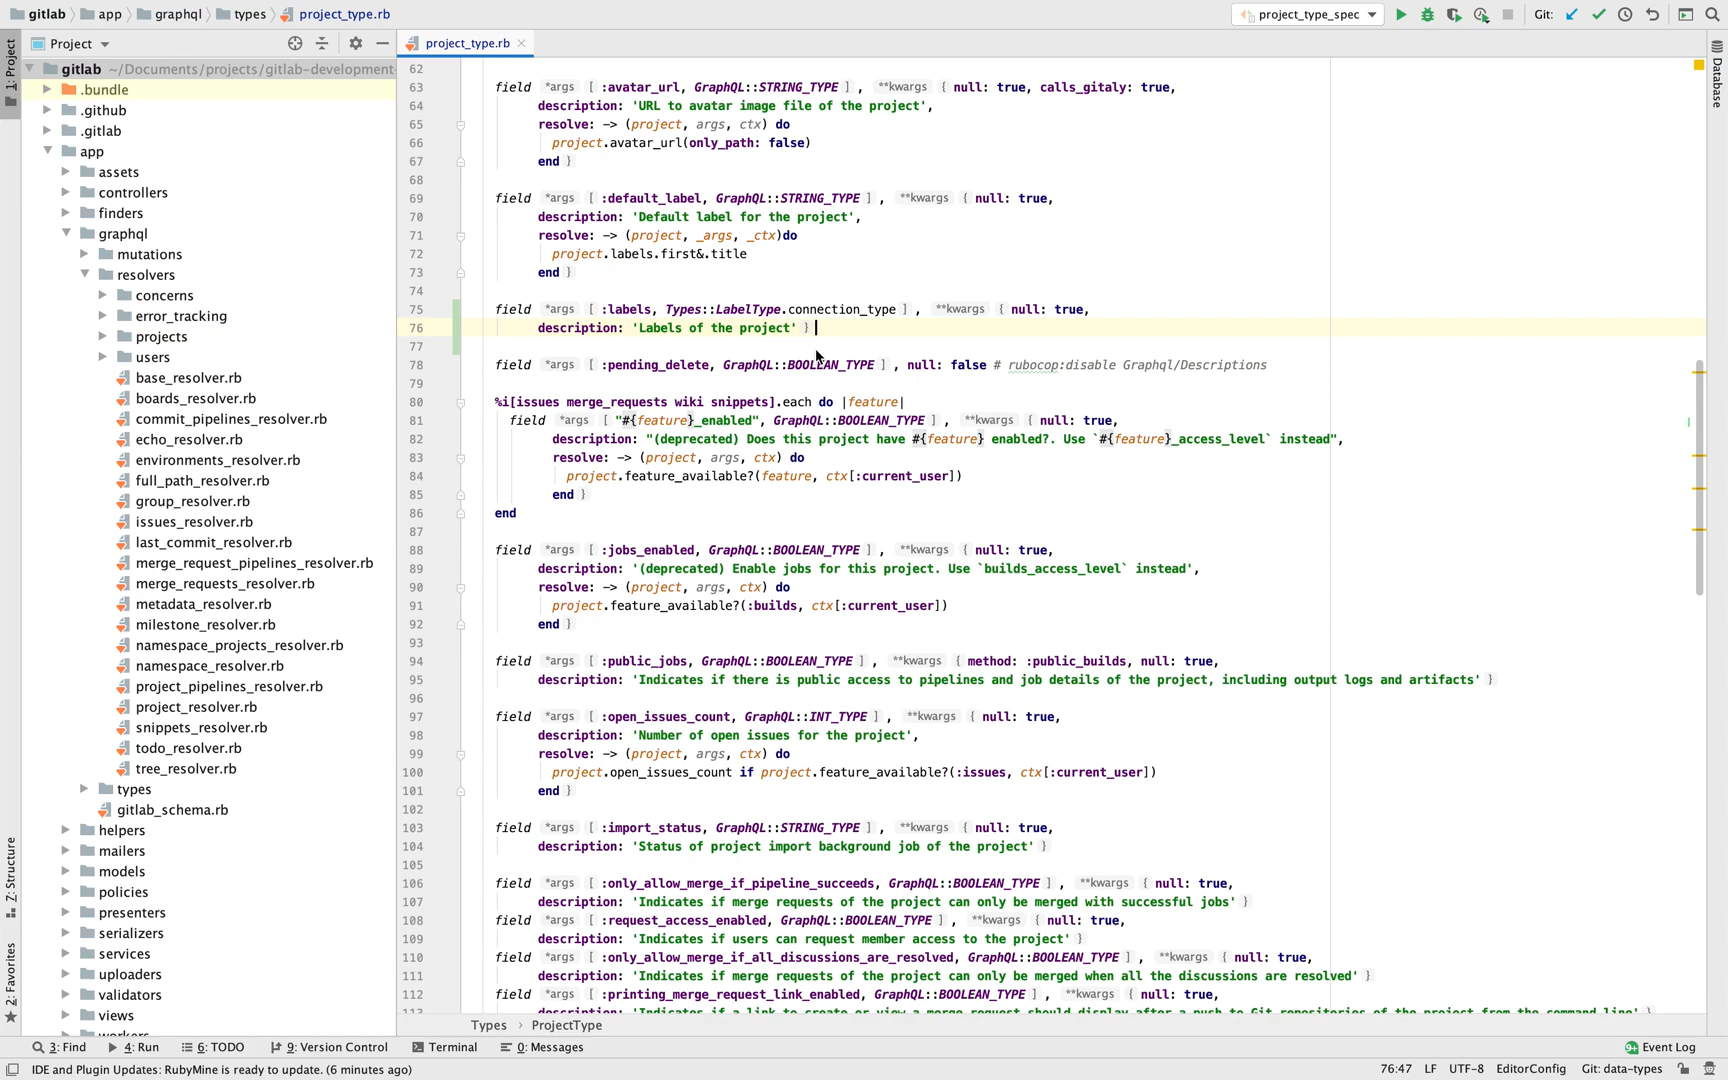 gitlab app graphql types project_type.rb project_type_spec Git:
1: Project
Project
project_type.rb
Database
gitlab ~/Documents/projects/gitlab-development-
.bundle
.github
.gitlab
app
assets
controllers
finders
graphql
mutations
resolvers
concerns
error_tracking
projects
users
base_resolver.rb
boards_resolver.rb
commit_pipelines_resolver.rb
echo_resolver.rb
environments_resolver.rb
full_path_resolver.rb
group_resolver.rb
issues_resolver.rb
last_commit_resolver.rb
merge_request_pipelines_resolver.rb
merge_requests_resolver.rb
metadata_resolver.rb
milestone_resolver.rb
namespace_projects_resolver.rb
namespace_resolver.rb
project_pipelines_resolver.rb
project_resolver.rb
snippets_resolver.rb
todo_resolver.rb
tree_resolver.rb
types
gitlab_schema.rb
helpers
mailers
models
policies
presenters
serializers
services
uploaders
validators
views
workers
Z: Structure
2: Favorites
62
63 field *args [ :avatar_url, GraphQL::STRING_TYPE ] , **kwargs { null: true, calls_gitaly: true,
64 description: 'URL to avatar image file of the project',
65 resolve: -> (project, args, ctx) do
66 project.avatar_url(only_path: false)
67 end }
68
69 field *args [ :default_label, GraphQL::STRING_TYPE ] , **kwargs { null: true,
70 description: 'Default label for the project',
71 resolve: -> (project, _args, _ctx)do
72 project.labels.first&.title
73 end }
74
75 field *args [ :labels, Types::LabelType.connection_type ] , **kwargs { null: true,
76 description: 'Labels of the project' }
77
78 field *args [ :pending_delete, GraphQL::BOOLEAN_TYPE ] , null: false # rubocop:disable Graphql/Descriptions
79
80 %i[issues merge_requests wiki snippets].each do |feature|
81 field *args [ "#{feature}_enabled", GraphQL::BOOLEAN_TYPE ] , **kwargs { null: true,
82 description: "(deprecated) Does this project have #{feature} enabled?. Use `#{feature}_access_level` instead",
83 resolve: -> (project, args, ctx) do
84 project.feature_available?(feature, ctx[:current_user])
85 end }
86 end
87
88 field *args [ :jobs_enabled, GraphQL::BOOLEAN_TYPE ] , **kwargs { null: true,
89 description: '(deprecated) Enable jobs for this project. Use `builds_access_level` instead',
90 resolve: -> (project, args, ctx) do
91 project.feature_available?(:builds, ctx[:current_user])
92 end }
93
94 field *args [ :public_jobs, GraphQL::BOOLEAN_TYPE ] , **kwargs { method: :public_builds, null: true,
95 description: 'Indicates if there is public access to pipelines and job details of the project, including output logs and artifacts' }
96
97 field *args [ :open_issues_count, GraphQL::INT_TYPE ] , **kwargs { null: true,
98 description: 'Number of open issues for the project',
99 resolve: -> (project, args, ctx) do
100 project.open_issues_count if project.feature_available?(:issues, ctx[:current_user])
101 end }
102
103 field *args [ :import_status, GraphQL::STRING_TYPE ] , **kwargs { null: true,
104 description: 'Status of project import background job of the project' }
105
106 field *args [ :only_allow_merge_if_pipeline_succeeds, GraphQL::BOOLEAN_TYPE ] , **kwargs { null: true,
107 description: 'Indicates if merge requests of the project can only be merged with successful jobs' }
108 field *args [ :request_access_enabled, GraphQL::BOOLEAN_TYPE ] , **kwargs { null: true,
109 description: 'Indicates if users can request member access to the project' }
110 field *args [ :only_allow_merge_if_all_discussions_are_resolved, GraphQL::BOOLEAN_TYPE ] , **kwargs { null: true,
111 description: 'Indicates if merge requests of the project can only be merged when all the discussions are resolved' }
112 field *args [ :printing_merge_request_link_enabled, GraphQL::BOOLEAN_TYPE ] , **kwargs { null: true,
113 description: 'Indicates if a link to create or view a merge request should display after a push to Git repositories of the project from the command line' }
Types › ProjectType
3: Find 4: Run 6: TODO 9: Version Control Terminal 0: Messages 9+ Event Log
IDE and Plugin Updates: RubyMine is ready to update. (6 minutes ago) 76:47 LF UTF-8 EditorConfig Git: data-types